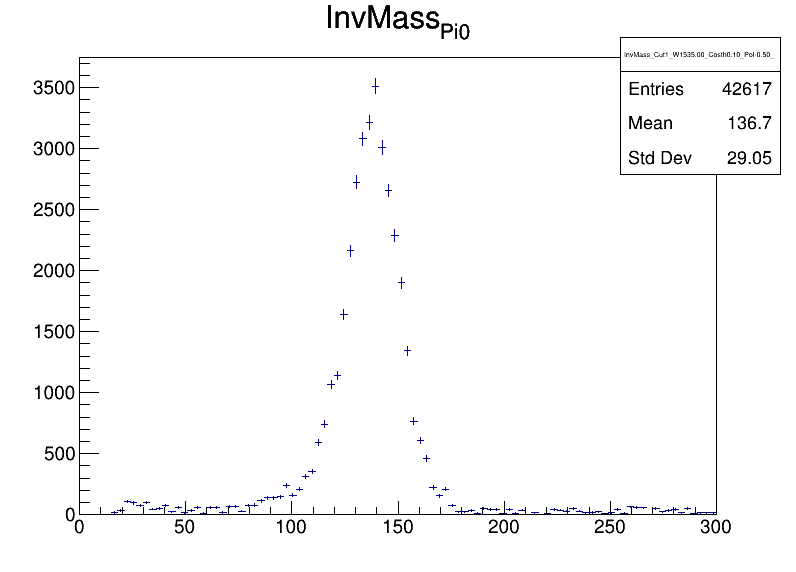 InvMass_Pi0
InvMass_Cut1_W1535.00_Costh0.10_Pol-0.50_
Entries 42617
Mean 136.7
Std Dev 29.05
3500
3000
2500
2000
1500
1000
500
0
0 50 100 150 200 250 300